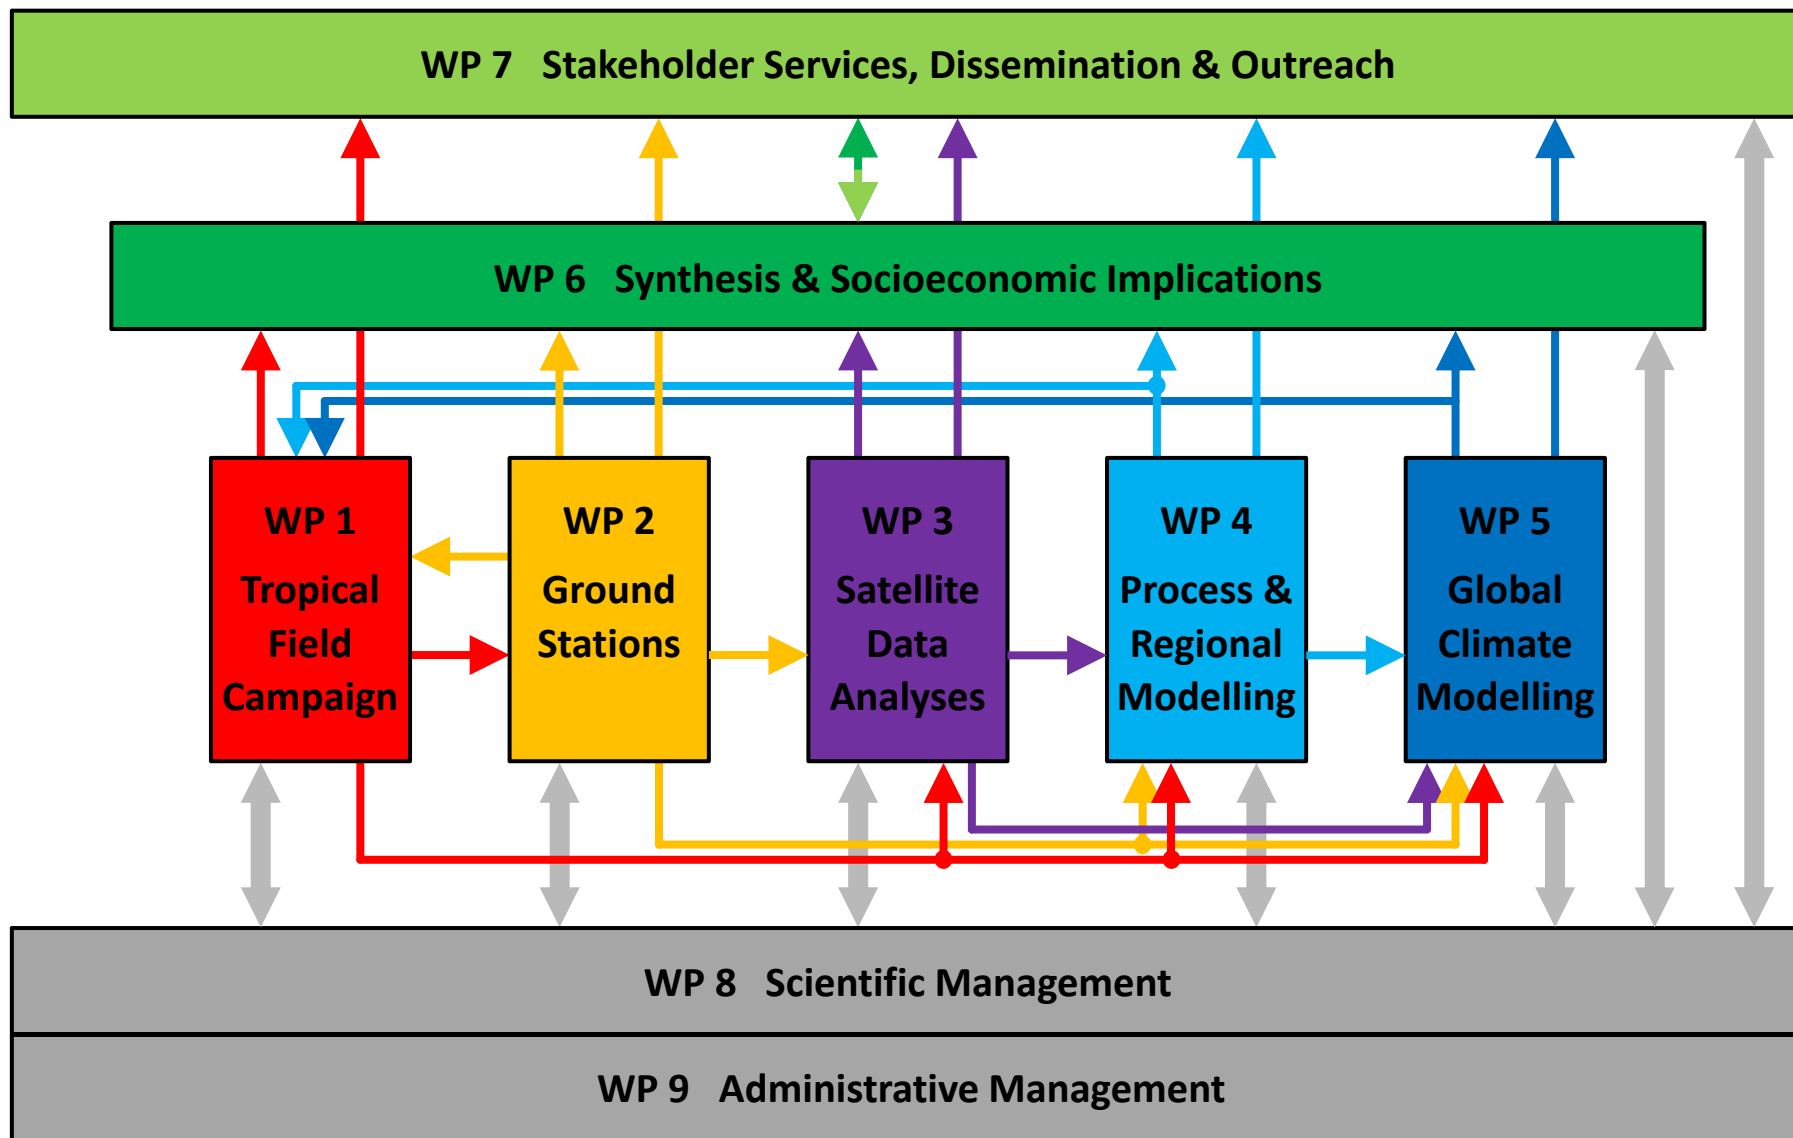 WP 7 Stakeholder Services, Dissemination & Outreach
WP 6 Synthesis & Socioeconomic Implications
WP 1
Tropical
Field
Campaign
WP 2
Ground
Stations
WP 3
Satellite
Data
Analyses
WP 4
Process &
Regional
Modelling
WP 5
Global
Climate
Modelling
WP 8 Scientific Management
WP 9 Administrative Management